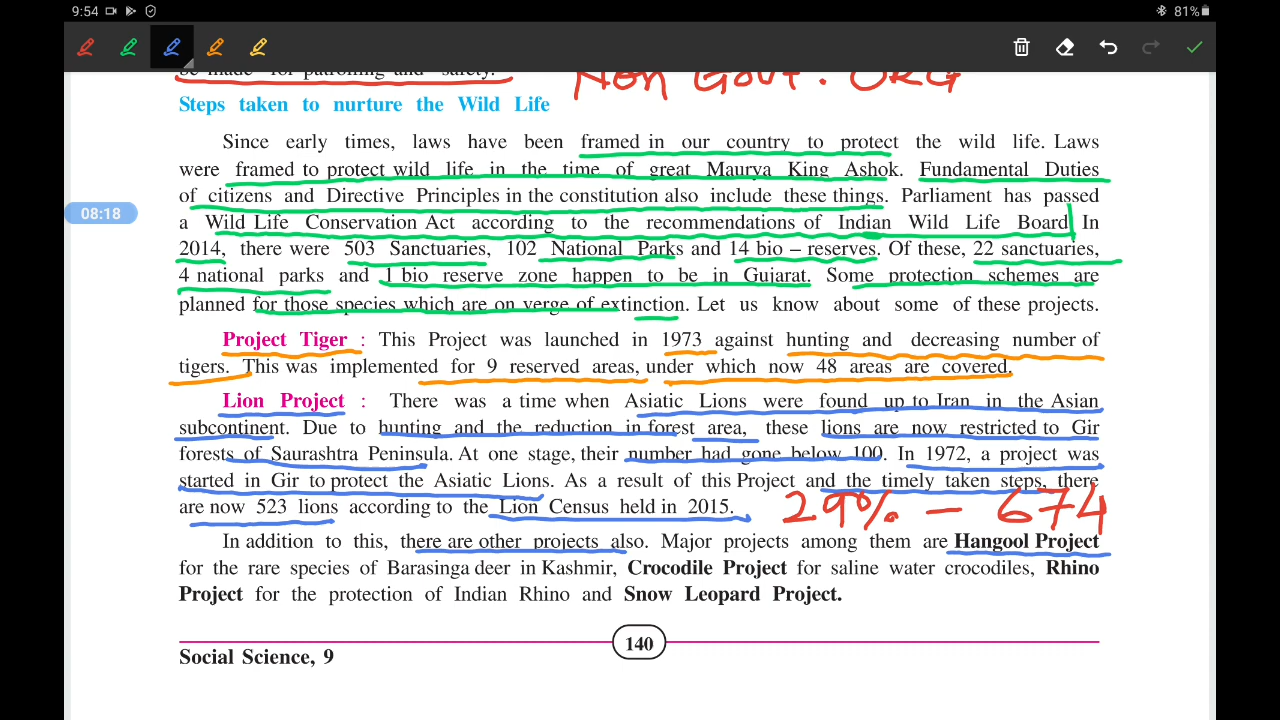 9:54 81%
be made for patrolling and safety. Non Govt. ORG
Steps taken to nurture the Wild Life
Since early times, laws have been framed in our country to protect the wild life. Laws
were framed to protect wild life in the time of great Maurya King Ashok. Fundamental Duties
of citizens and Directive Principles in the constitution also include these things. Parliament has passed
08:18
a Wild Life Conservation Act according to the recommendations of Indian Wild Life Board. In
2014, there were 503 Sanctuaries, 102 National Parks and 14 bio – reserves. Of these, 22 sanctuaries,
4 national parks and 1 bio reserve zone happen to be in Gujarat. Some protection schemes are
planned for those species which are on verge of extinction. Let us know about some of these projects.
Project Tiger : This Project was launched in 1973 against hunting and decreasing number of
tigers. This was implemented for 9 reserved areas, under which now 48 areas are covered.
Lion Project : There was a time when Asiatic Lions were found up to Iran in the Asian
subcontinent. Due to hunting and the reduction in forest area, these lions are now restricted to Gir
forests of Saurashtra Peninsula. At one stage, their number had gone below 100. In 1972, a project was
started in Gir to protect the Asiatic Lions. As a result of this Project and the timely taken steps, there
are now 523 lions according to the Lion Census held in 2015. 29% - 674
In addition to this, there are other projects also. Major projects among them are Hangool Project
for the rare species of Barasinga deer in Kashmir, Crocodile Project for saline water crocodiles, Rhino
Project for the protection of Indian Rhino and Snow Leopard Project.
140
Social Science, 9